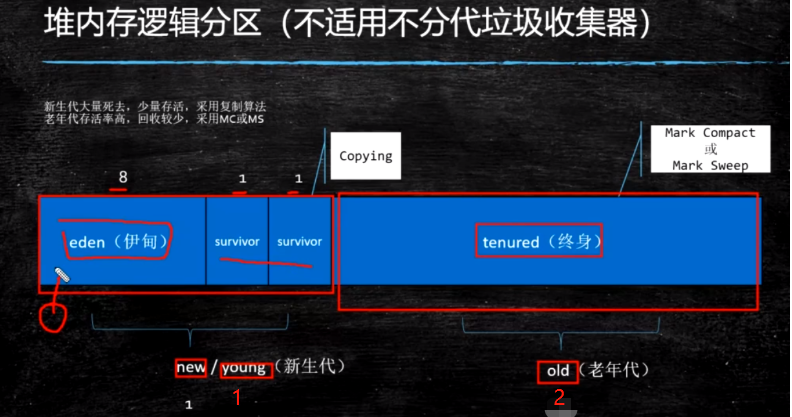 堆内存逻辑分区（不适用不分代垃圾收集器）
新生代大量死去，少量存活，采用复制算法
老年代存活率高，回收较少，采用MC或MS
Copying
Mark Compact
或
Mark Sweep
8
1
1
eden（伊甸）
survivor
survivor
tenured（终身）
new / young（新生代）
old（老年代）
1
1
2